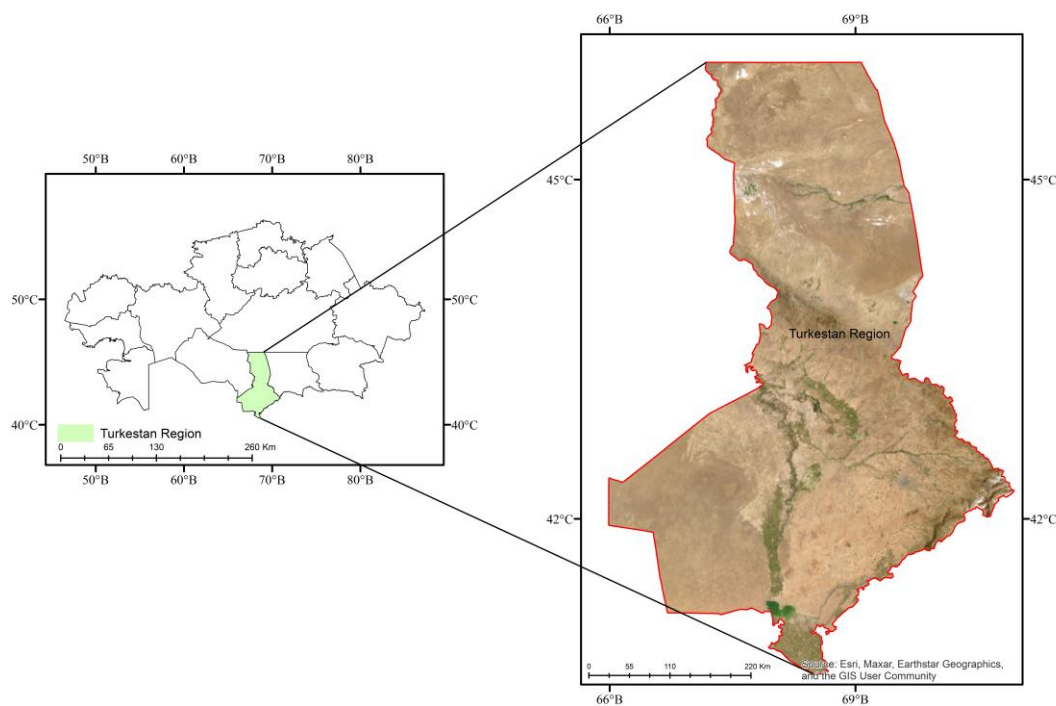 50°B 60°B 70°B 80°B
50°C 50°C
40°C 40°C
Turkestan Region
0 65 130 260 Km
50°B 60°B 70°B 80°B
66°B 69°B
45°C 45°C
Turkestan Region
42°C 42°C
0 55 110 220 Km
Source: Esri, Maxar, Earthstar Geographics,
and the GIS User Community
66°B 69°B